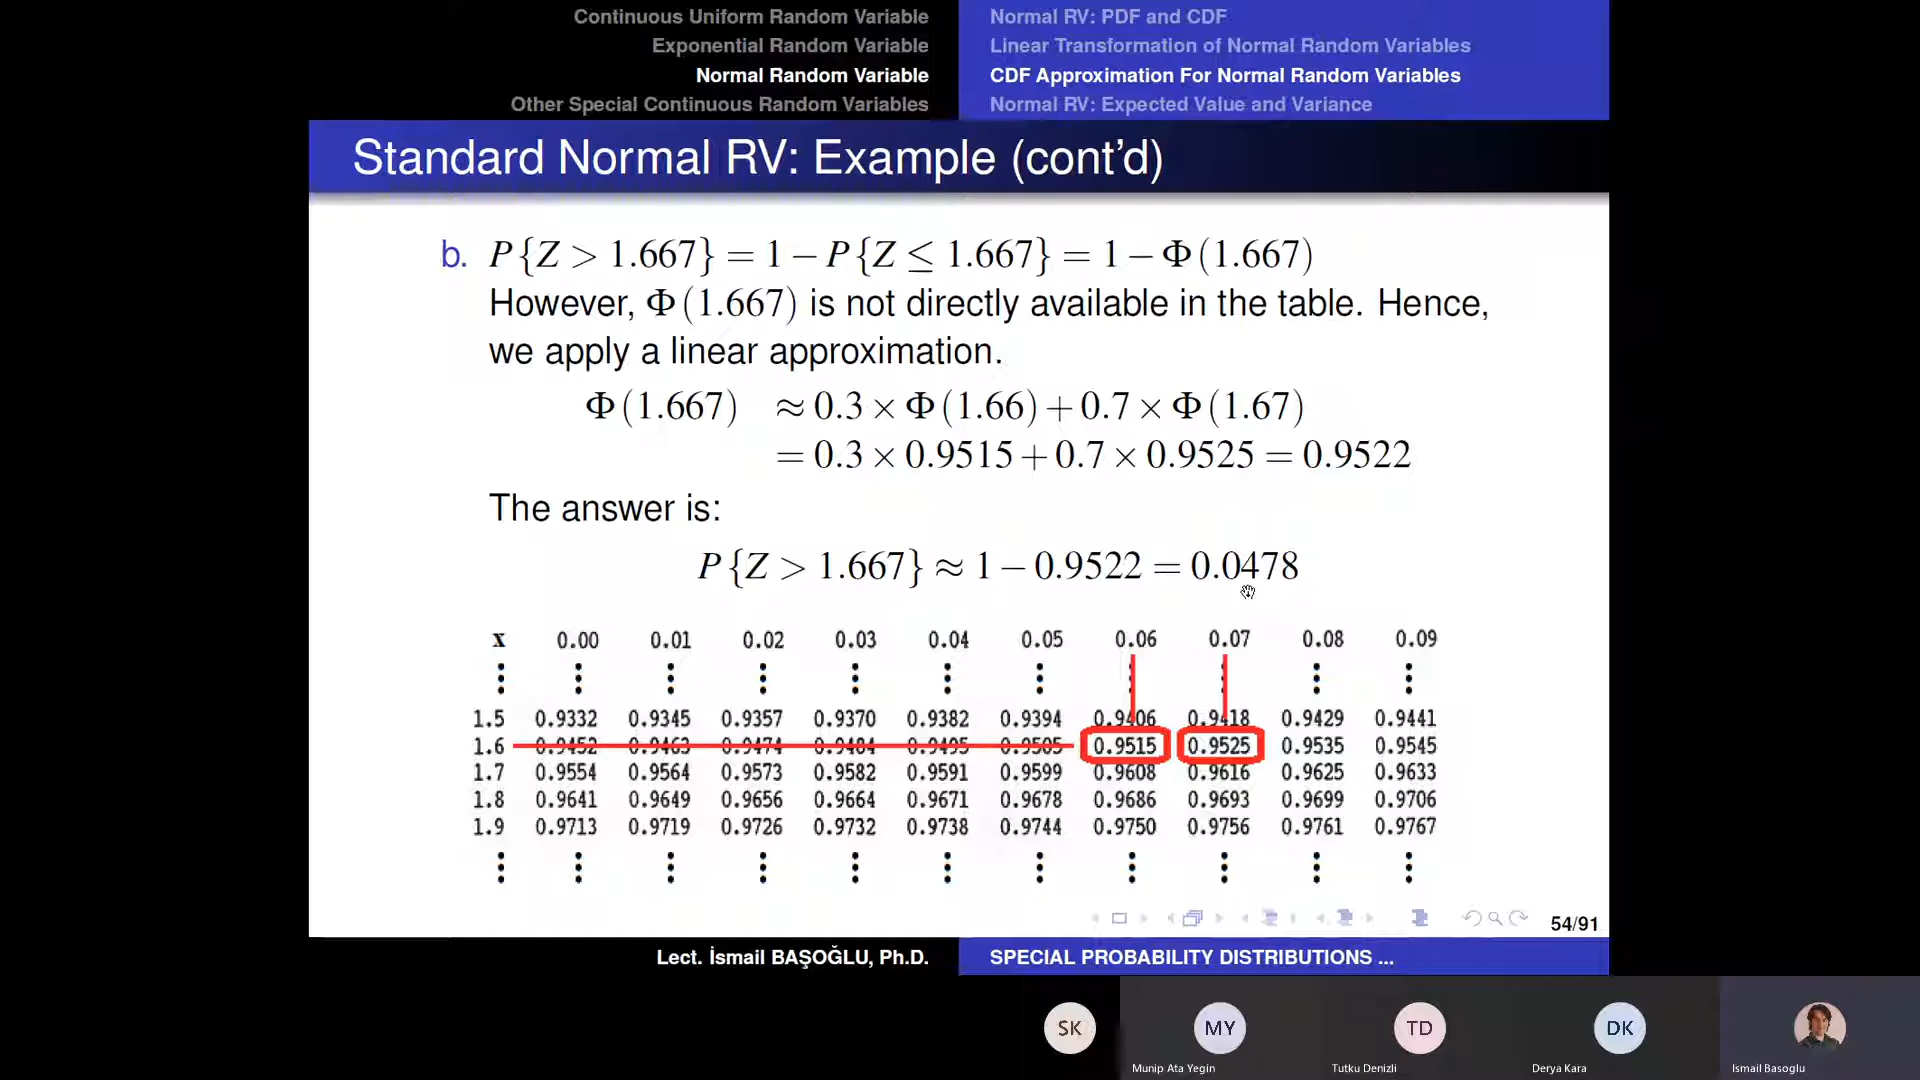 Continuous Uniform Random Variable
Exponential Random Variable
Normal Random Variable
Other Special Continuous Random Variables
Normal RV: PDF and CDF
Linear Transformation of Normal Random Variables
CDF Approximation For Normal Random Variables
Normal RV: Expected Value and Variance
Standard Normal RV: Example (cont'd)
b. P{Z > 1.667} = 1 − P{Z ≤ 1.667} = 1 − Φ(1.667)
However, Φ(1.667) is not directly available in the table. Hence,
we apply a linear approximation.
Φ(1.667) ≈ 0.3 × Φ(1.66) + 0.7 × Φ(1.67)
= 0.3 × 0.9515 + 0.7 × 0.9525 = 0.9522
The answer is:
P{Z > 1.667} ≈ 1 − 0.9522 = 0.0478
x 0.00 0.01 0.02 0.03 0.04 0.05 0.06 0.07 0.08 0.09
1.5 0.9332 0.9345 0.9357 0.9370 0.9382 0.9394 0.9406 0.9418 0.9429 0.9441
1.6 0.9452 0.9463 0.9474 0.9484 0.9495 0.9505 0.9515 0.9525 0.9535 0.9545
1.7 0.9554 0.9564 0.9573 0.9582 0.9591 0.9599 0.9608 0.9616 0.9625 0.9633
1.8 0.9641 0.9649 0.9656 0.9664 0.9671 0.9678 0.9686 0.9693 0.9699 0.9706
1.9 0.9713 0.9719 0.9726 0.9732 0.9738 0.9744 0.9750 0.9756 0.9761 0.9767
54/91
Lect. İsmail BAŞOĞLU, Ph.D.
SPECIAL PROBABILITY DISTRIBUTIONS ...
SK
MY
TD
DK
Munip Ata Yegin
Tutku Denizli
Derya Kara
Ismail Basoglu